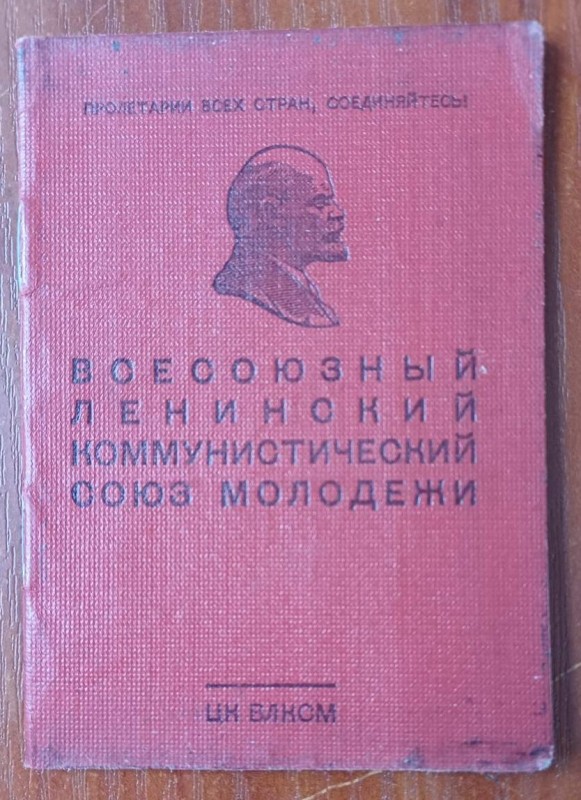 ПРОЛЕТАРИИ ВСЕХ СТРАН, СОЕДИНЯЙТЕСЬ!
ВСЕСОЮЗНЫЙ
ЛЕНИНСКИЙ
КОММУНИСТИЧЕСКИЙ
СОЮЗ МОЛОДЕЖИ
ЦК ВЛКСМ